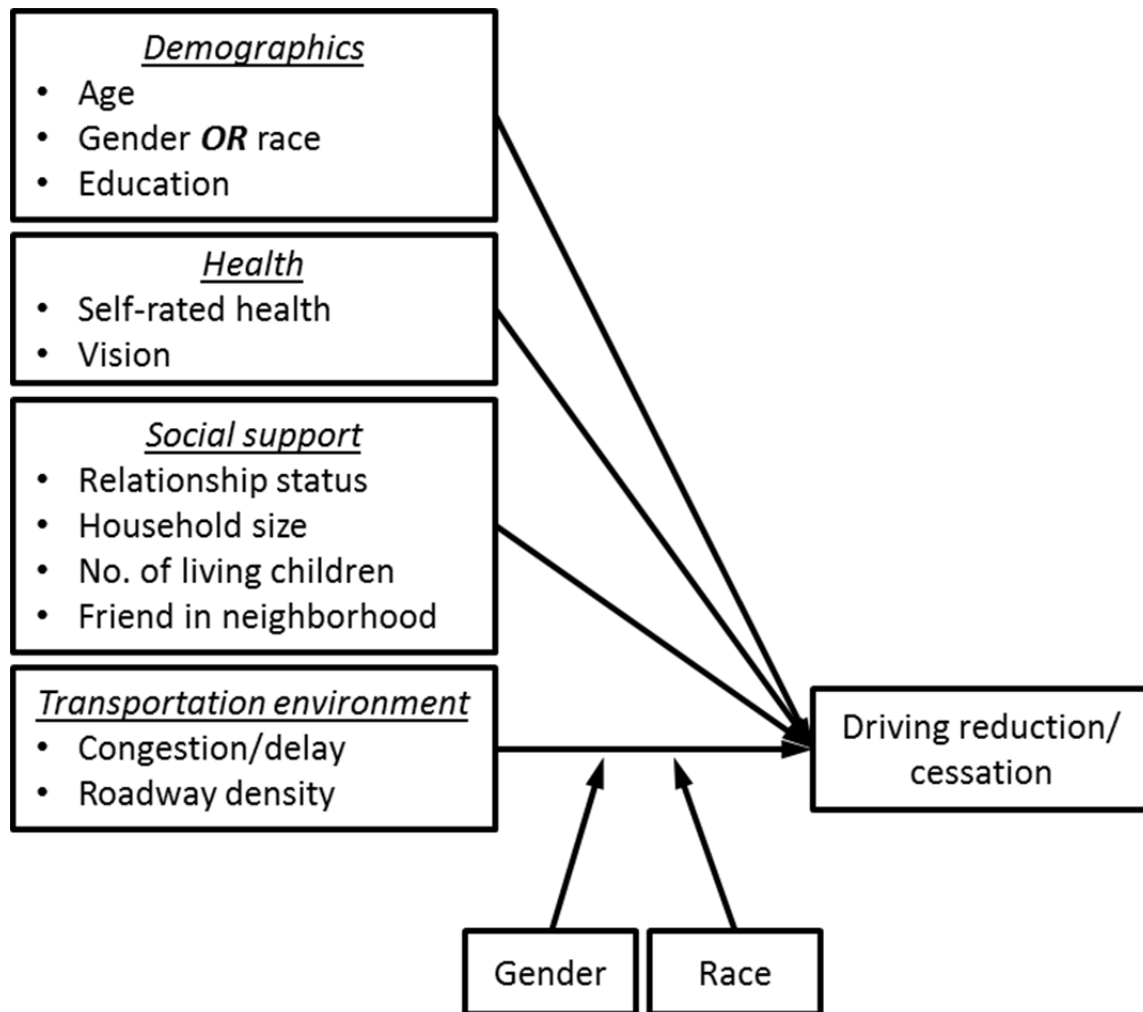 Demographics
• Age
• Gender OR race
• Education
Health
• Self-rated health
• Vision
Social support
• Relationship status
• Household size
• No. of living children
• Friend in neighborhood
Transportation environment
• Congestion/delay
• Roadway density
Driving reduction/
cessation
Gender
Race